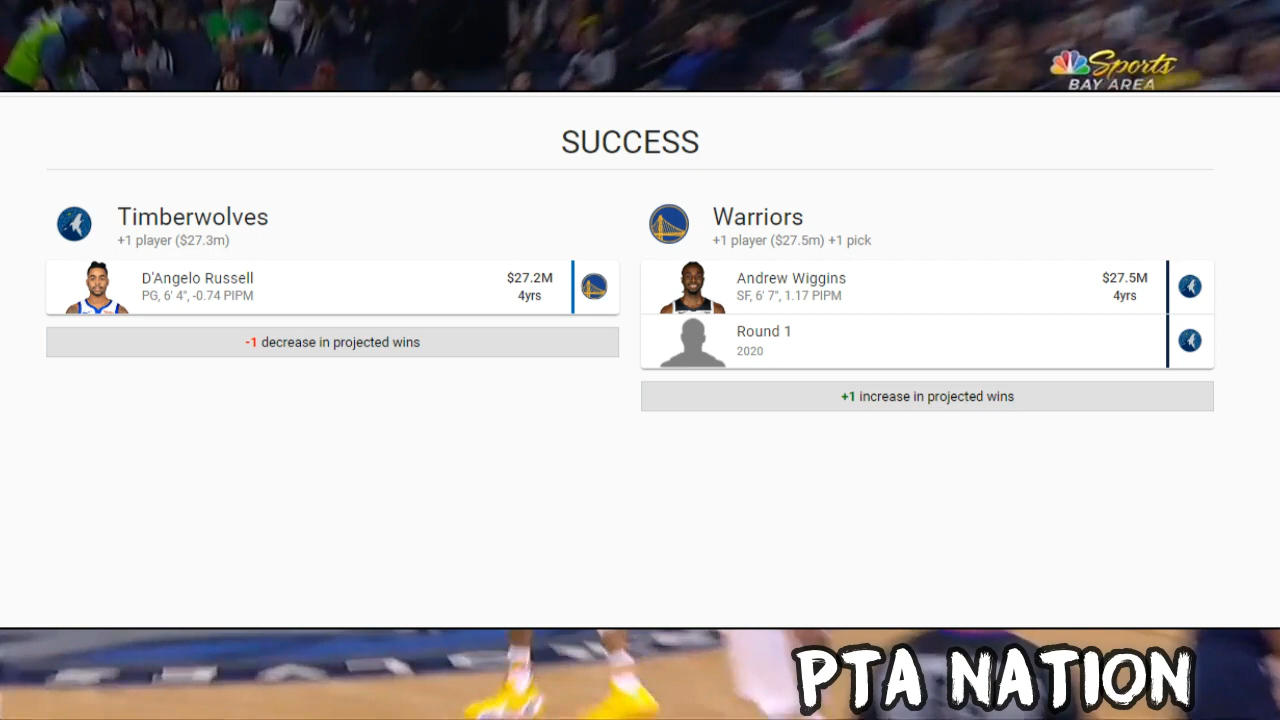 Sports
BAY AREA
SUCCESS
Timberwolves
+1 player ($27.3m)
D'Angelo Russell
PG, 6' 4", -0.74 PIPM
$27.2M
4yrs
-1 decrease in projected wins
Warriors
+1 player ($27.5m) +1 pick
Andrew Wiggins
SF, 6' 7", 1.17 PIPM
$27.5M
4yrs
Round 1
2020
+1 increase in projected wins
PTA NATION